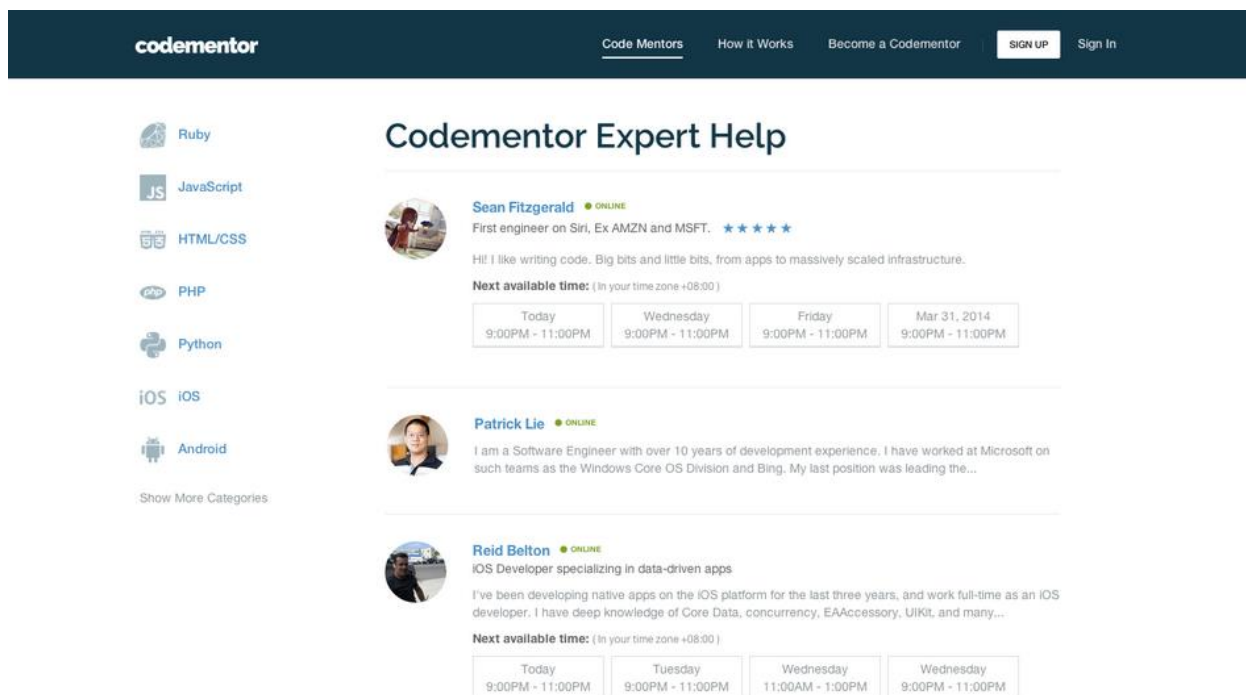 codementor
Code Mentors
How it Works
Become a Codementor
SIGN UP
Sign In
Ruby
JS
JavaScript
HTML/CSS
php
PHP
Python
iOS
iOS
Android
Show More Categories
Codementor Expert Help
Sean Fitzgerald ONLINE
First engineer on Siri, Ex AMZN and MSFT.
Hi! I like writing code. Big bits and little bits, from apps to massively scaled infrastructure.
Next available time: ( In your time zone +08:00 )
Today
9:00PM - 11:00PM
Wednesday
9:00PM - 11:00PM
Friday
9:00PM - 11:00PM
Mar 31, 2014
9:00PM - 11:00PM
Patrick Lie ONLINE
I am a Software Engineer with over 10 years of development experience. I have worked at Microsoft on
such teams as the Windows Core OS Division and Bing. My last position was leading the...
Reid Belton ONLINE
iOS Developer specializing in data-driven apps
I've been developing native apps on the iOS platform for the last three years, and work full-time as an iOS
developer. I have deep knowledge of Core Data, concurrency, EAAccessory, UIKit, and many...
Next available time: ( In your time zone +08:00 )
Today
9:00PM - 11:00PM
Tuesday
9:00PM - 11:00PM
Wednesday
11:00AM - 1:00PM
Wednesday
9:00PM - 11:00PM